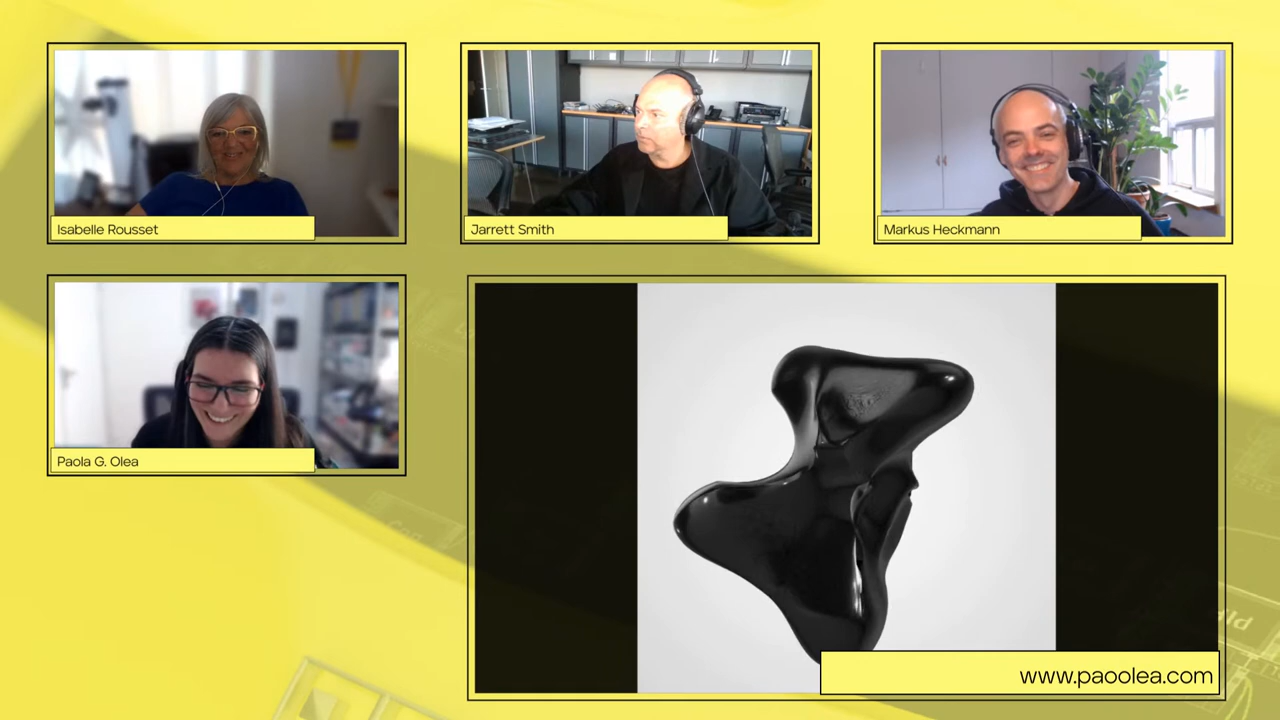 Isabelle Rousset
Jarrett Smith
Markus Heckmann
Paola G. Olea
www.paoolea.com